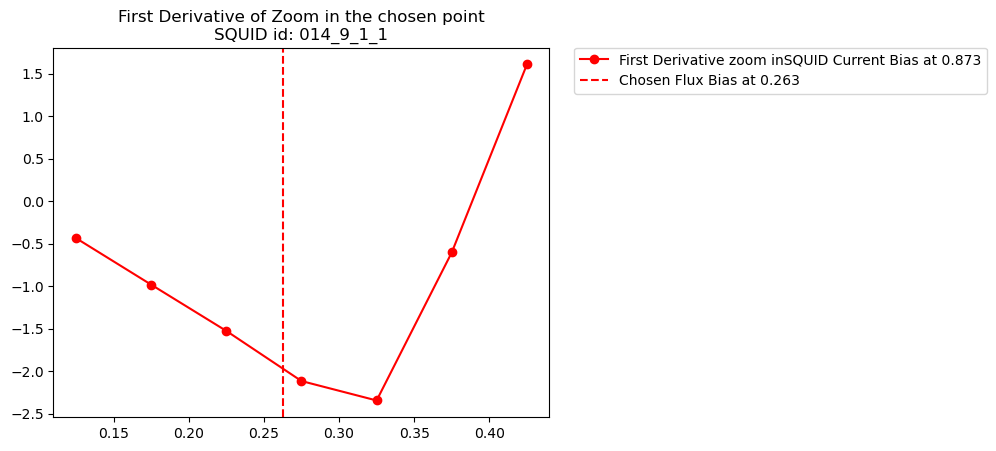 First Derivative of Zoom in the chosen point
SQUID id: 014_9_1_1
First Derivative zoom inSQUID Current Bias at 0.873
Chosen Flux Bias at 0.263
1.5
1.0
0.5
0.0
−0.5
−1.0
−1.5
−2.0
−2.5
0.15 0.20 0.25 0.30 0.35 0.40